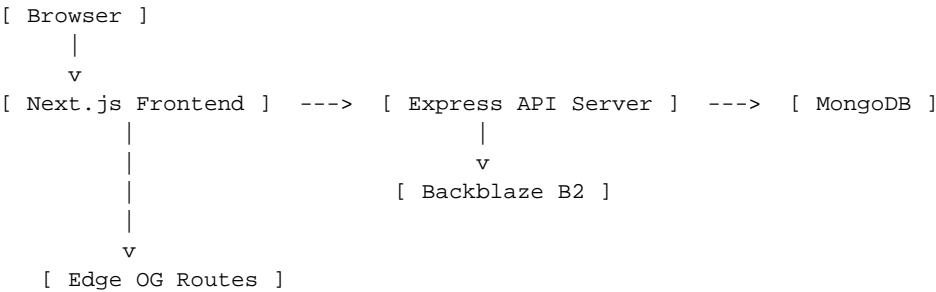 [ Browser ]
|
v
[ Next.js Frontend ] ---> [ Express API Server ] ---> [ MongoDB ]
| |
| v
| [ Backblaze B2 ]
|
v
[ Edge OG Routes ]